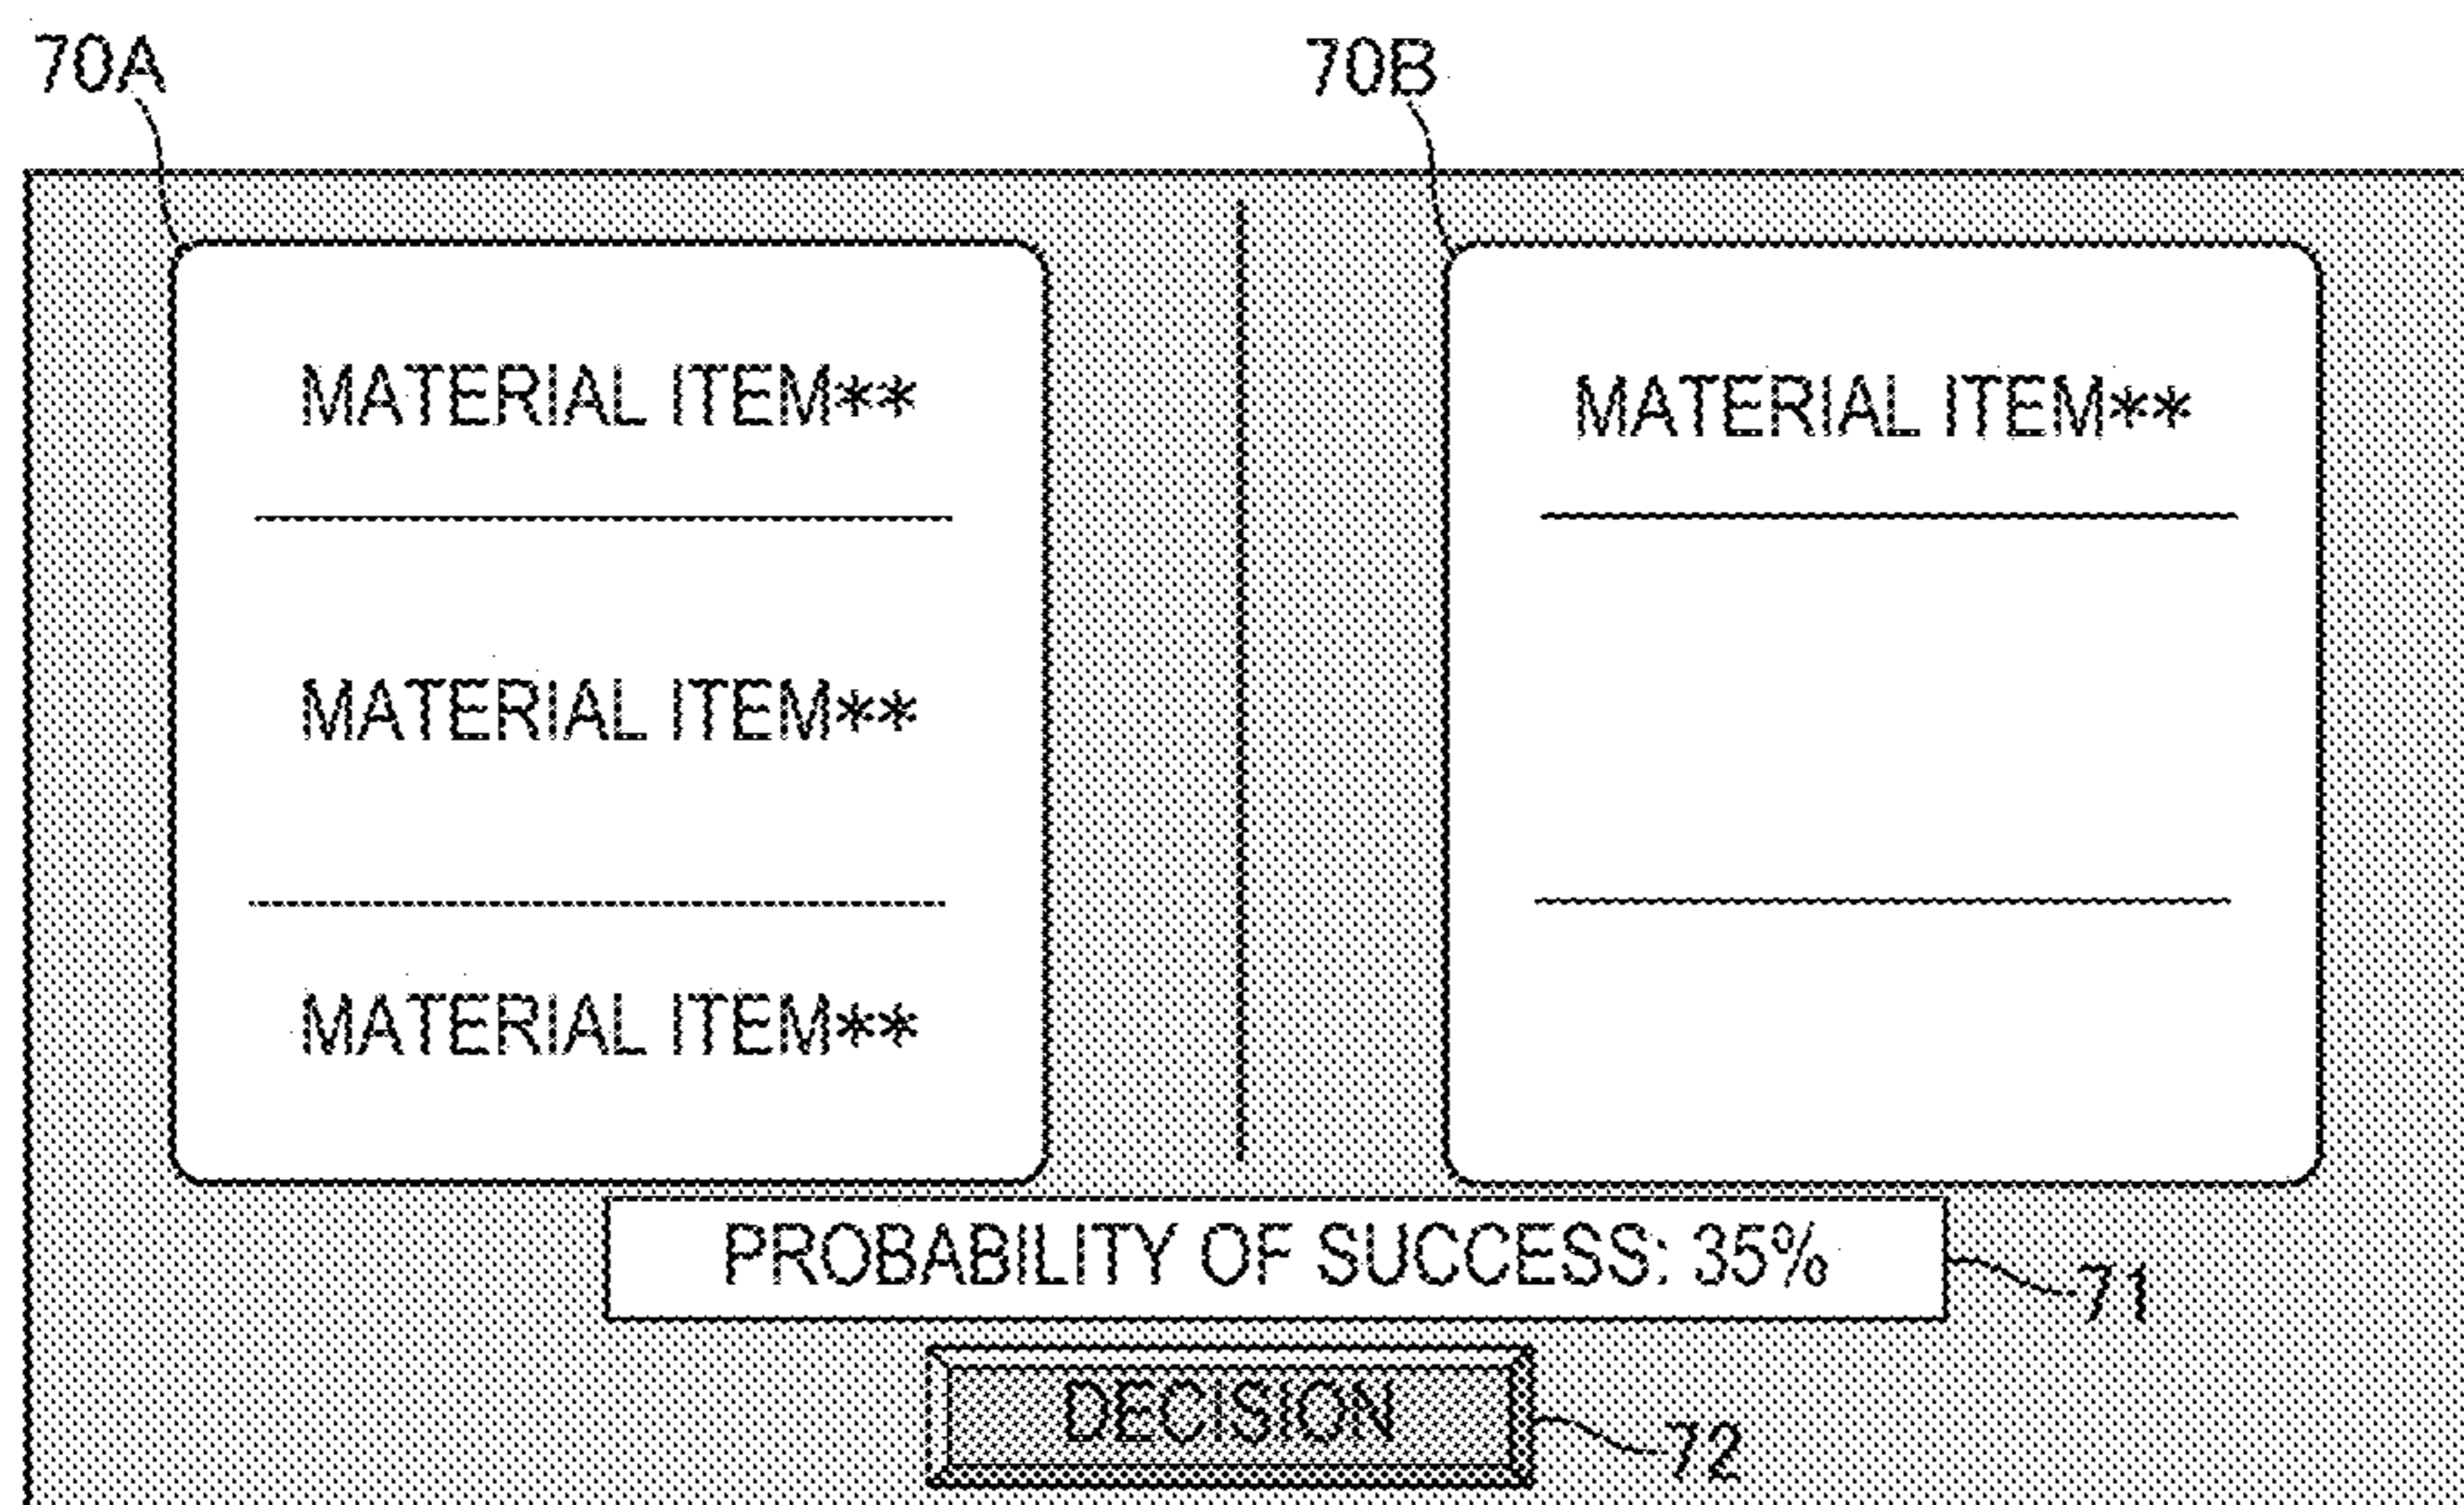 70A
70B
MATERIAL ITEM**
MATERIAL ITEM**
MATERIAL ITEM**
MATERIAL ITEM**
PROBABILITY OF SUCCESS: 35%
71
DECISION
72